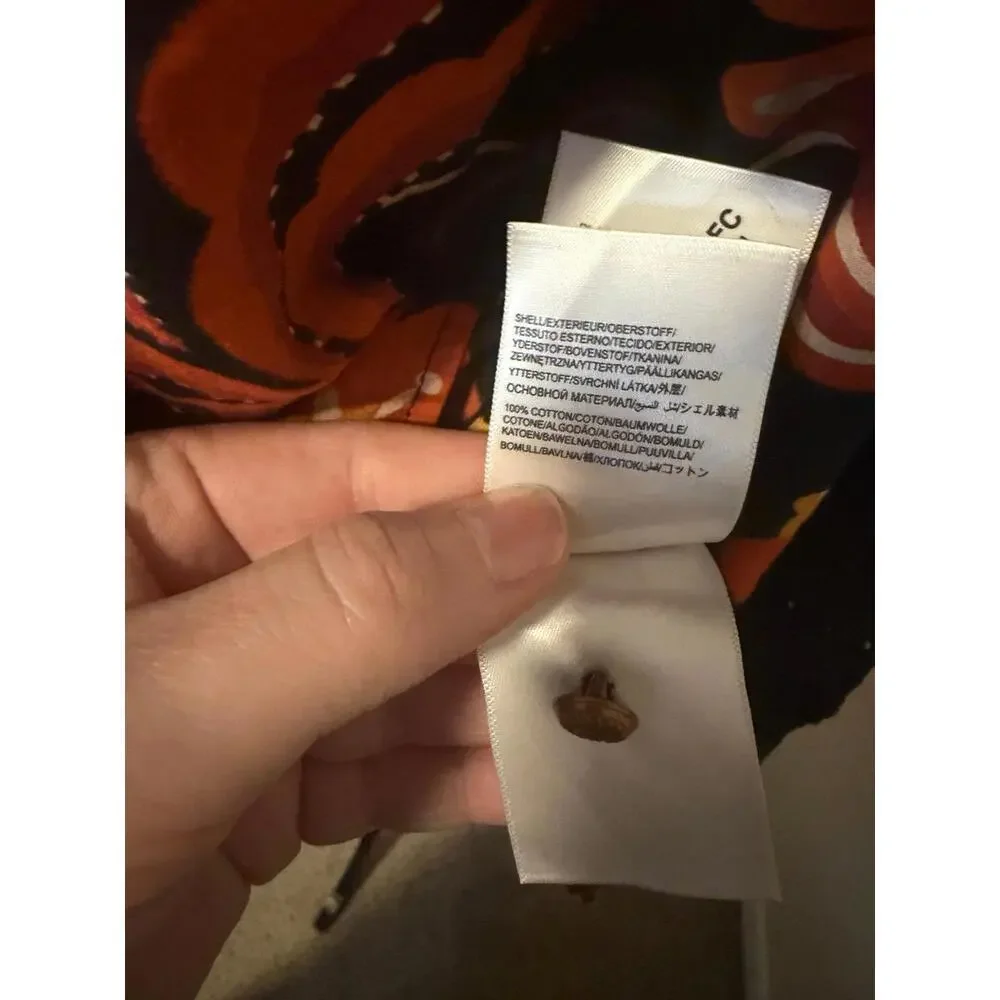 FC
SHELL/EXTERIEUR/OBERSTOFF/
TESSUTO ESTERNO/TECIDO/EXTERIOR/
YDERSTOF/BOVENSTOF/TKANINA/
ZEWNĘTRZNA/YTTERTYG/PÄÄLLIKANGAS/
YTTERSTOFF/SVRCHNÍ LÁTKA/外層/
ОСНОВНОЙ МАТЕРИАЛ/شل النسيج/シェル素材
100% COTTON/COTON/BAUMWOLLE/
COTONE/ALGODÃO/ALGODÓN/BOMULD/
KATOEN/BAWEŁNA/BOMULL/PUUVILLA/
BOMULL/BAVLNA/棉/ХЛОПОК/قطن/コットン